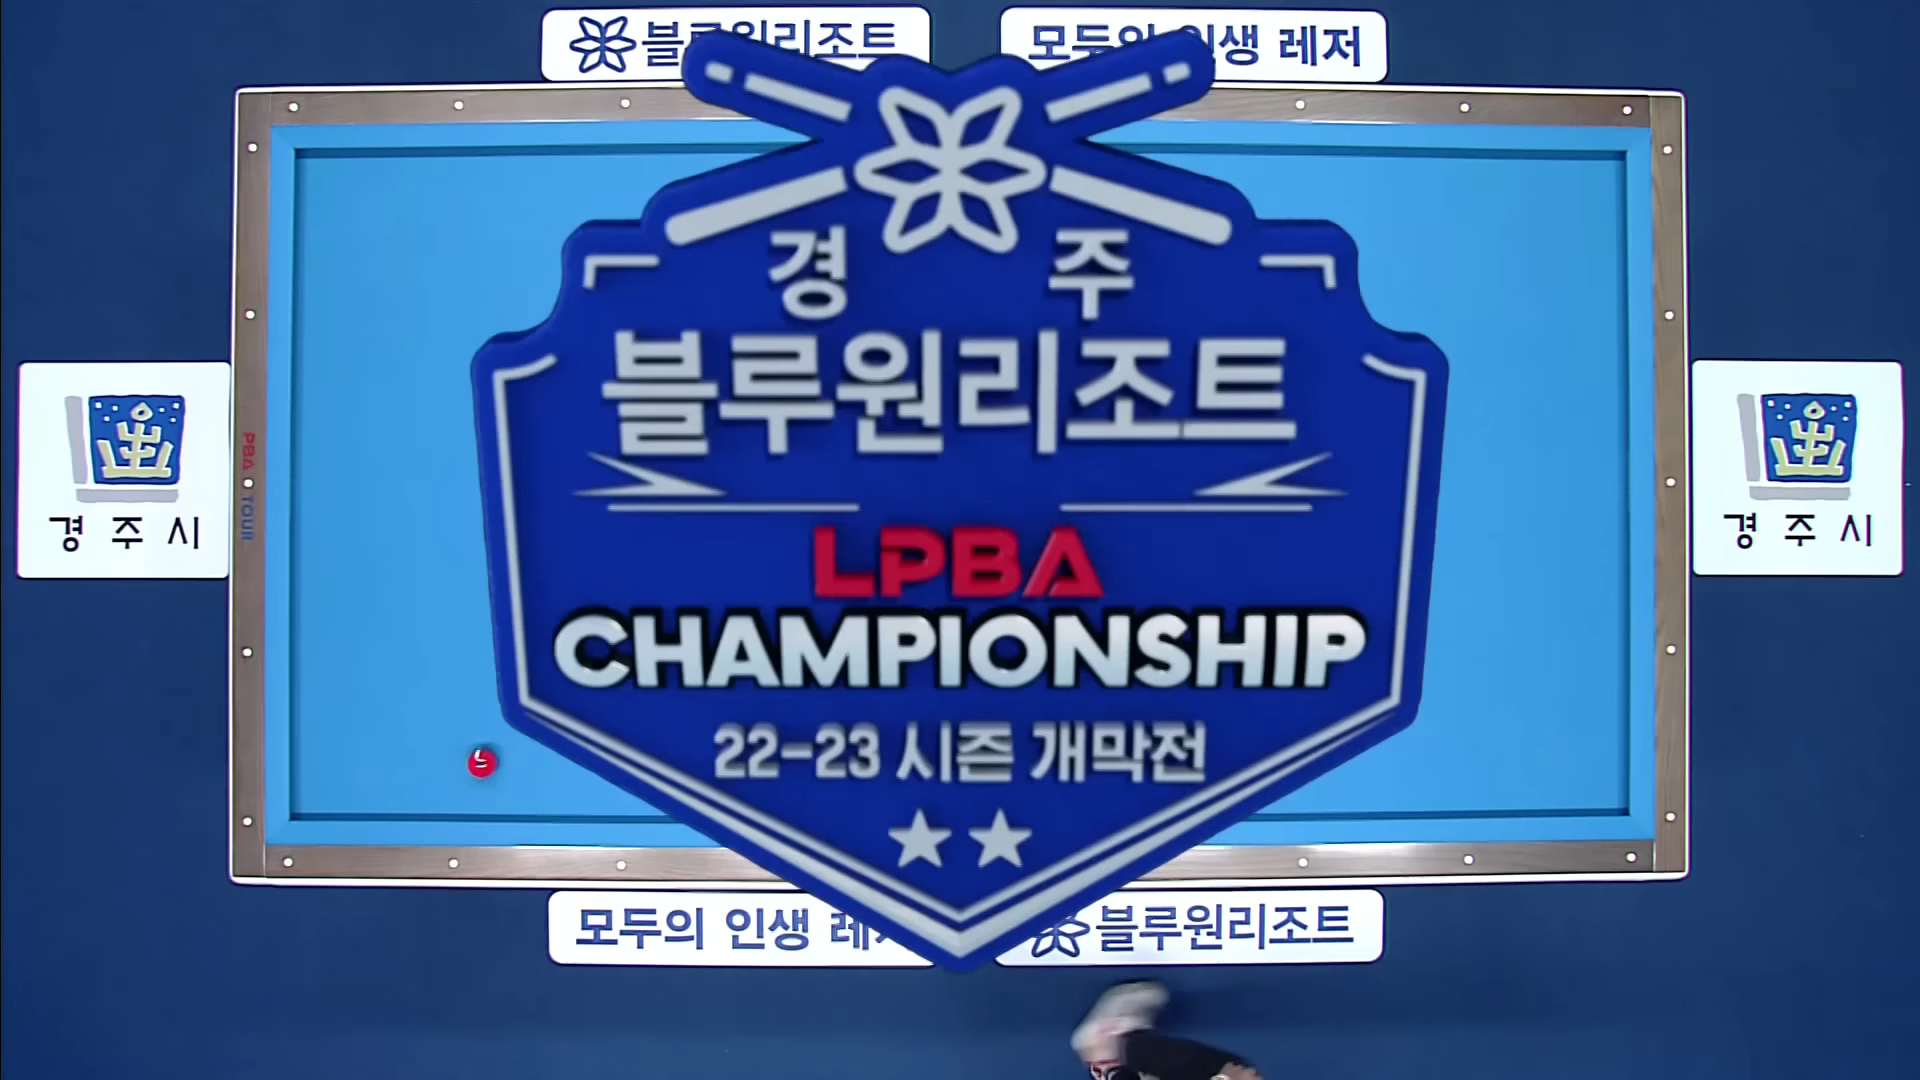 블루원리조트
모두의 인생 레저
경 주
블루원리조트
LPBA
CHAMPIONSHIP
22-23 시즌 개막전
경 주 시
PBA TOUR
경 주 시
모두의 인생 레저
블루원리조트